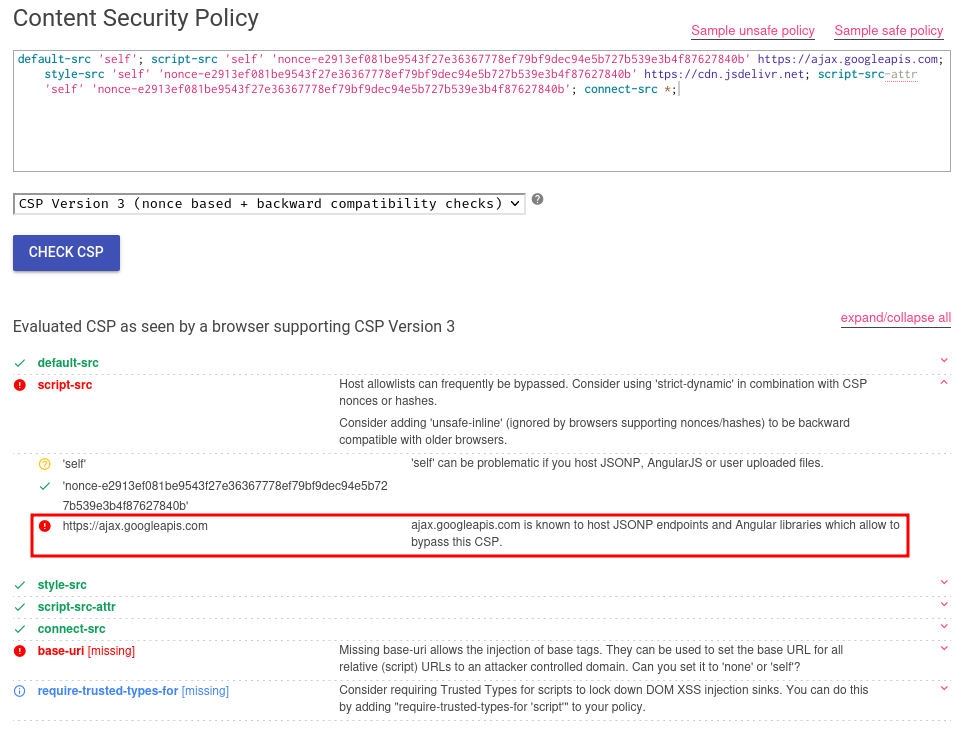 Content Security Policy
Sample unsafe policy Sample safe policy
default-src 'self'; script-src 'self' 'nonce-e2913ef081be9543f27e36367778ef79bf9dec94e5b727b539e3b4f87627840b' https://ajax.googleapis.com;
style-src 'self' 'nonce-e2913ef081be9543f27e36367778ef79bf9dec94e5b727b539e3b4f87627840b' https://cdn.jsdelivr.net; script-src-attr
'self' 'nonce-e2913ef081be9543f27e36367778ef79bf9dec94e5b727b539e3b4f87627840b'; connect-src *;
CSP Version 3 (nonce based + backward compatibility checks)
CHECK CSP
expand/collapse all
Evaluated CSP as seen by a browser supporting CSP Version 3
default-src
script-src Host allowlists can frequently be bypassed. Consider using 'strict-dynamic' in combination with CSP
nonces or hashes.
Consider adding 'unsafe-inline' (ignored by browsers supporting nonces/hashes) to be backward
compatible with older browsers.
'self' 'self' can be problematic if you host JSONP, AngularJS or user uploaded files.
'nonce-e2913ef081be9543f27e36367778ef79bf9dec94e5b72
7b539e3b4f87627840b'
https://ajax.googleapis.com ajax.googleapis.com is known to host JSONP endpoints and Angular libraries which allow to
bypass this CSP.
style-src
script-src-attr
connect-src
base-uri [missing] Missing base-uri allows the injection of base tags. They can be used to set the base URL for all
relative (script) URLs to an attacker controlled domain. Can you set it to 'none' or 'self'?
require-trusted-types-for [missing] Consider requiring Trusted Types for scripts to lock down DOM XSS injection sinks. You can do this
by adding "require-trusted-types-for 'script'" to your policy.